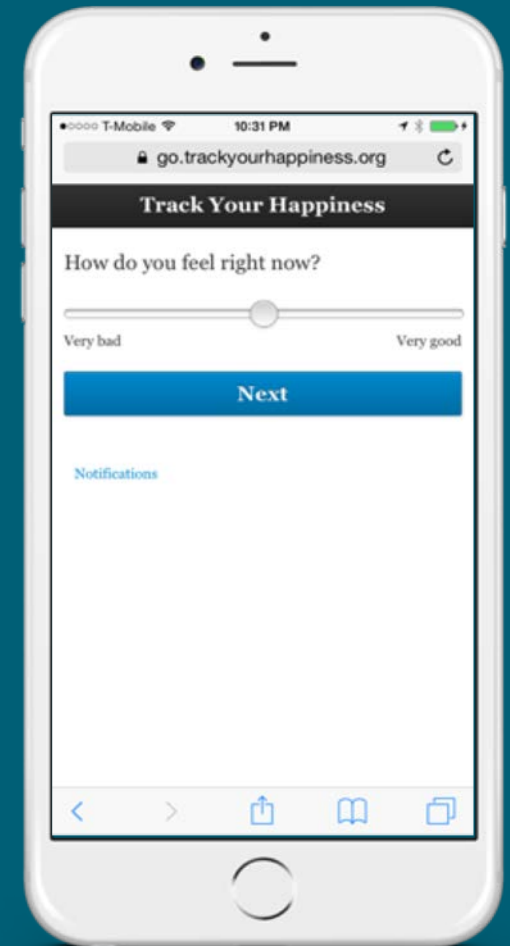 T-Mobile 10:31 PM
go.trackyourhappiness.org
Track Your Happiness
How do you feel right now?
Very bad Very good
Next
Notifications